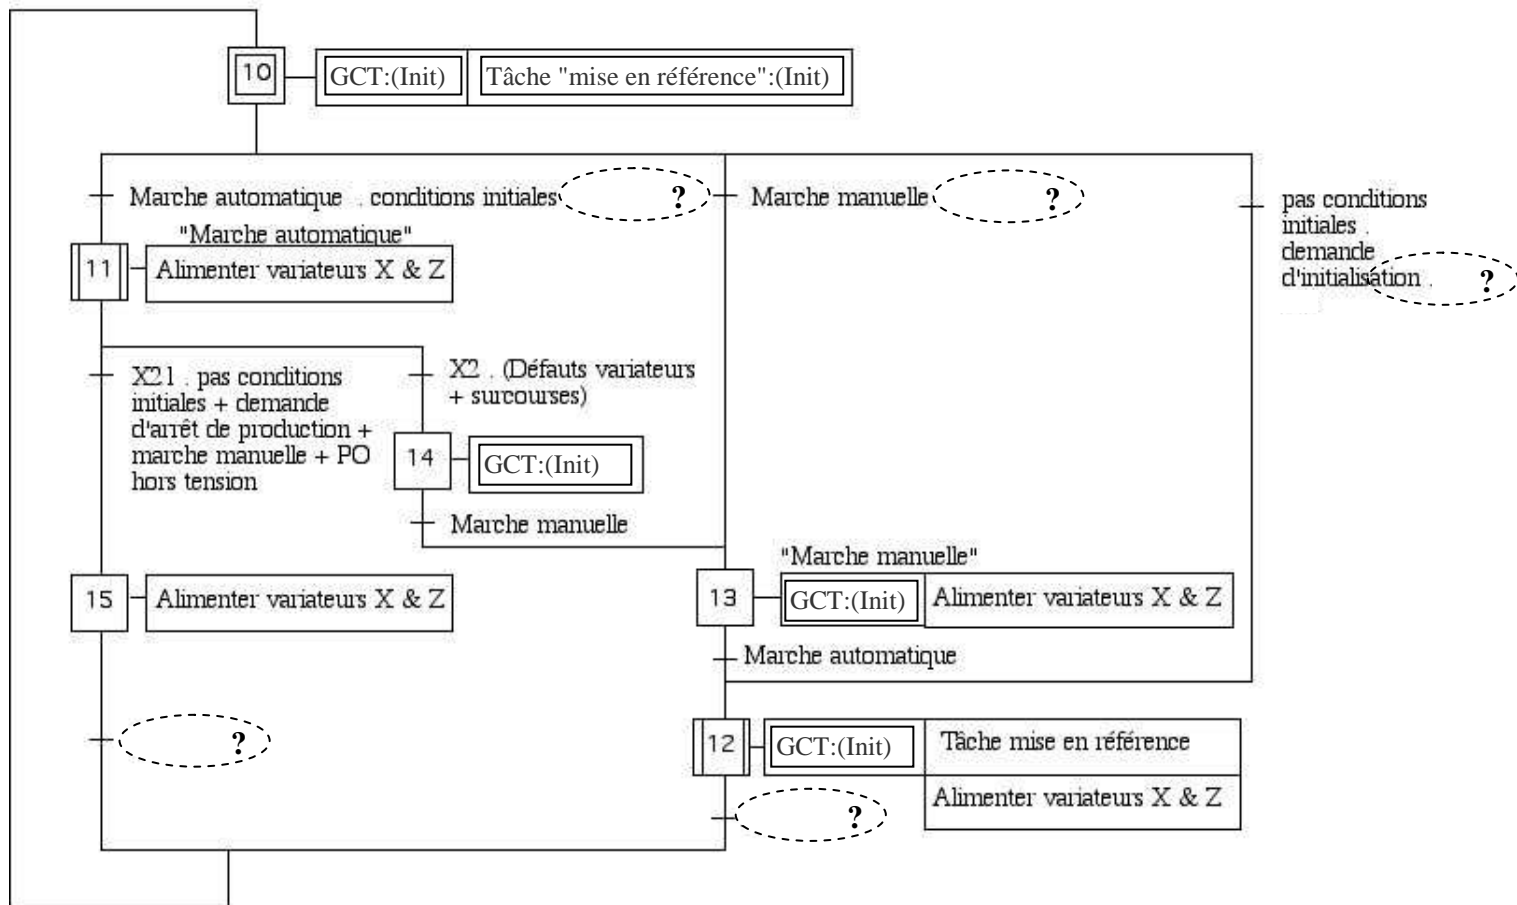 10
GCT:(Init)
Tâche "mise en référence":(Init)
Marche automatique . conditions initiales ?
Marche manuelle ?
pas conditions
initiales .
demande
d'initialisation . ?
"Marche automatique"
11
Alimenter variateurs X & Z
X21 . pas conditions
initiales + demande
d'arrêt de production +
marche manuelle + PO
hors tension
X2 . (Défauts variateurs
+ surcourses)
14
GCT:(Init)
Marche manuelle
15
Alimenter variateurs X & Z
"Marche manuelle"
13
GCT:(Init)
Alimenter variateurs X & Z
Marche automatique
?
12
GCT:(Init)
Tâche mise en référence
Alimenter variateurs X & Z
?